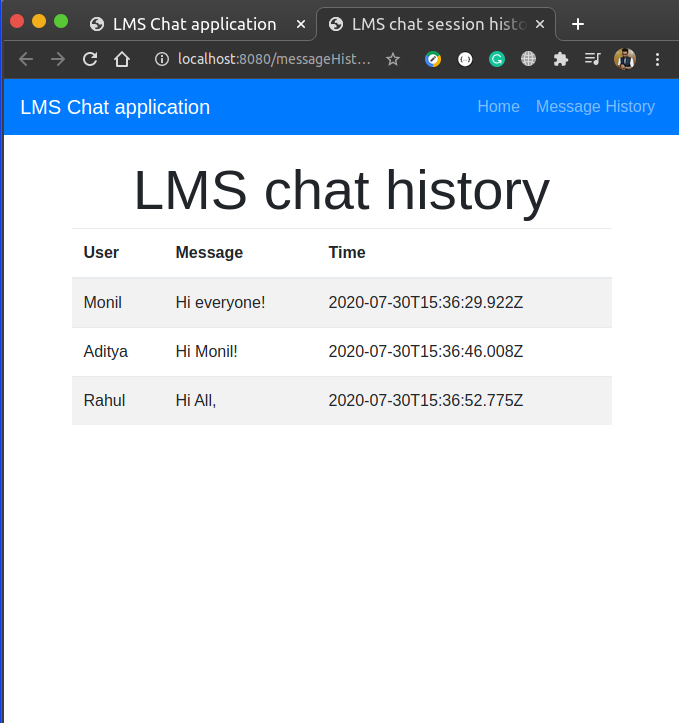 LMS Chat application
LMS chat session histo
localhost:8080/messageHist...
LMS Chat application Home Message History
LMS chat history
User Message Time
Monil Hi everyone! 2020-07-30T15:36:29.922Z
Aditya Hi Monil! 2020-07-30T15:36:46.008Z
Rahul Hi All, 2020-07-30T15:36:52.775Z